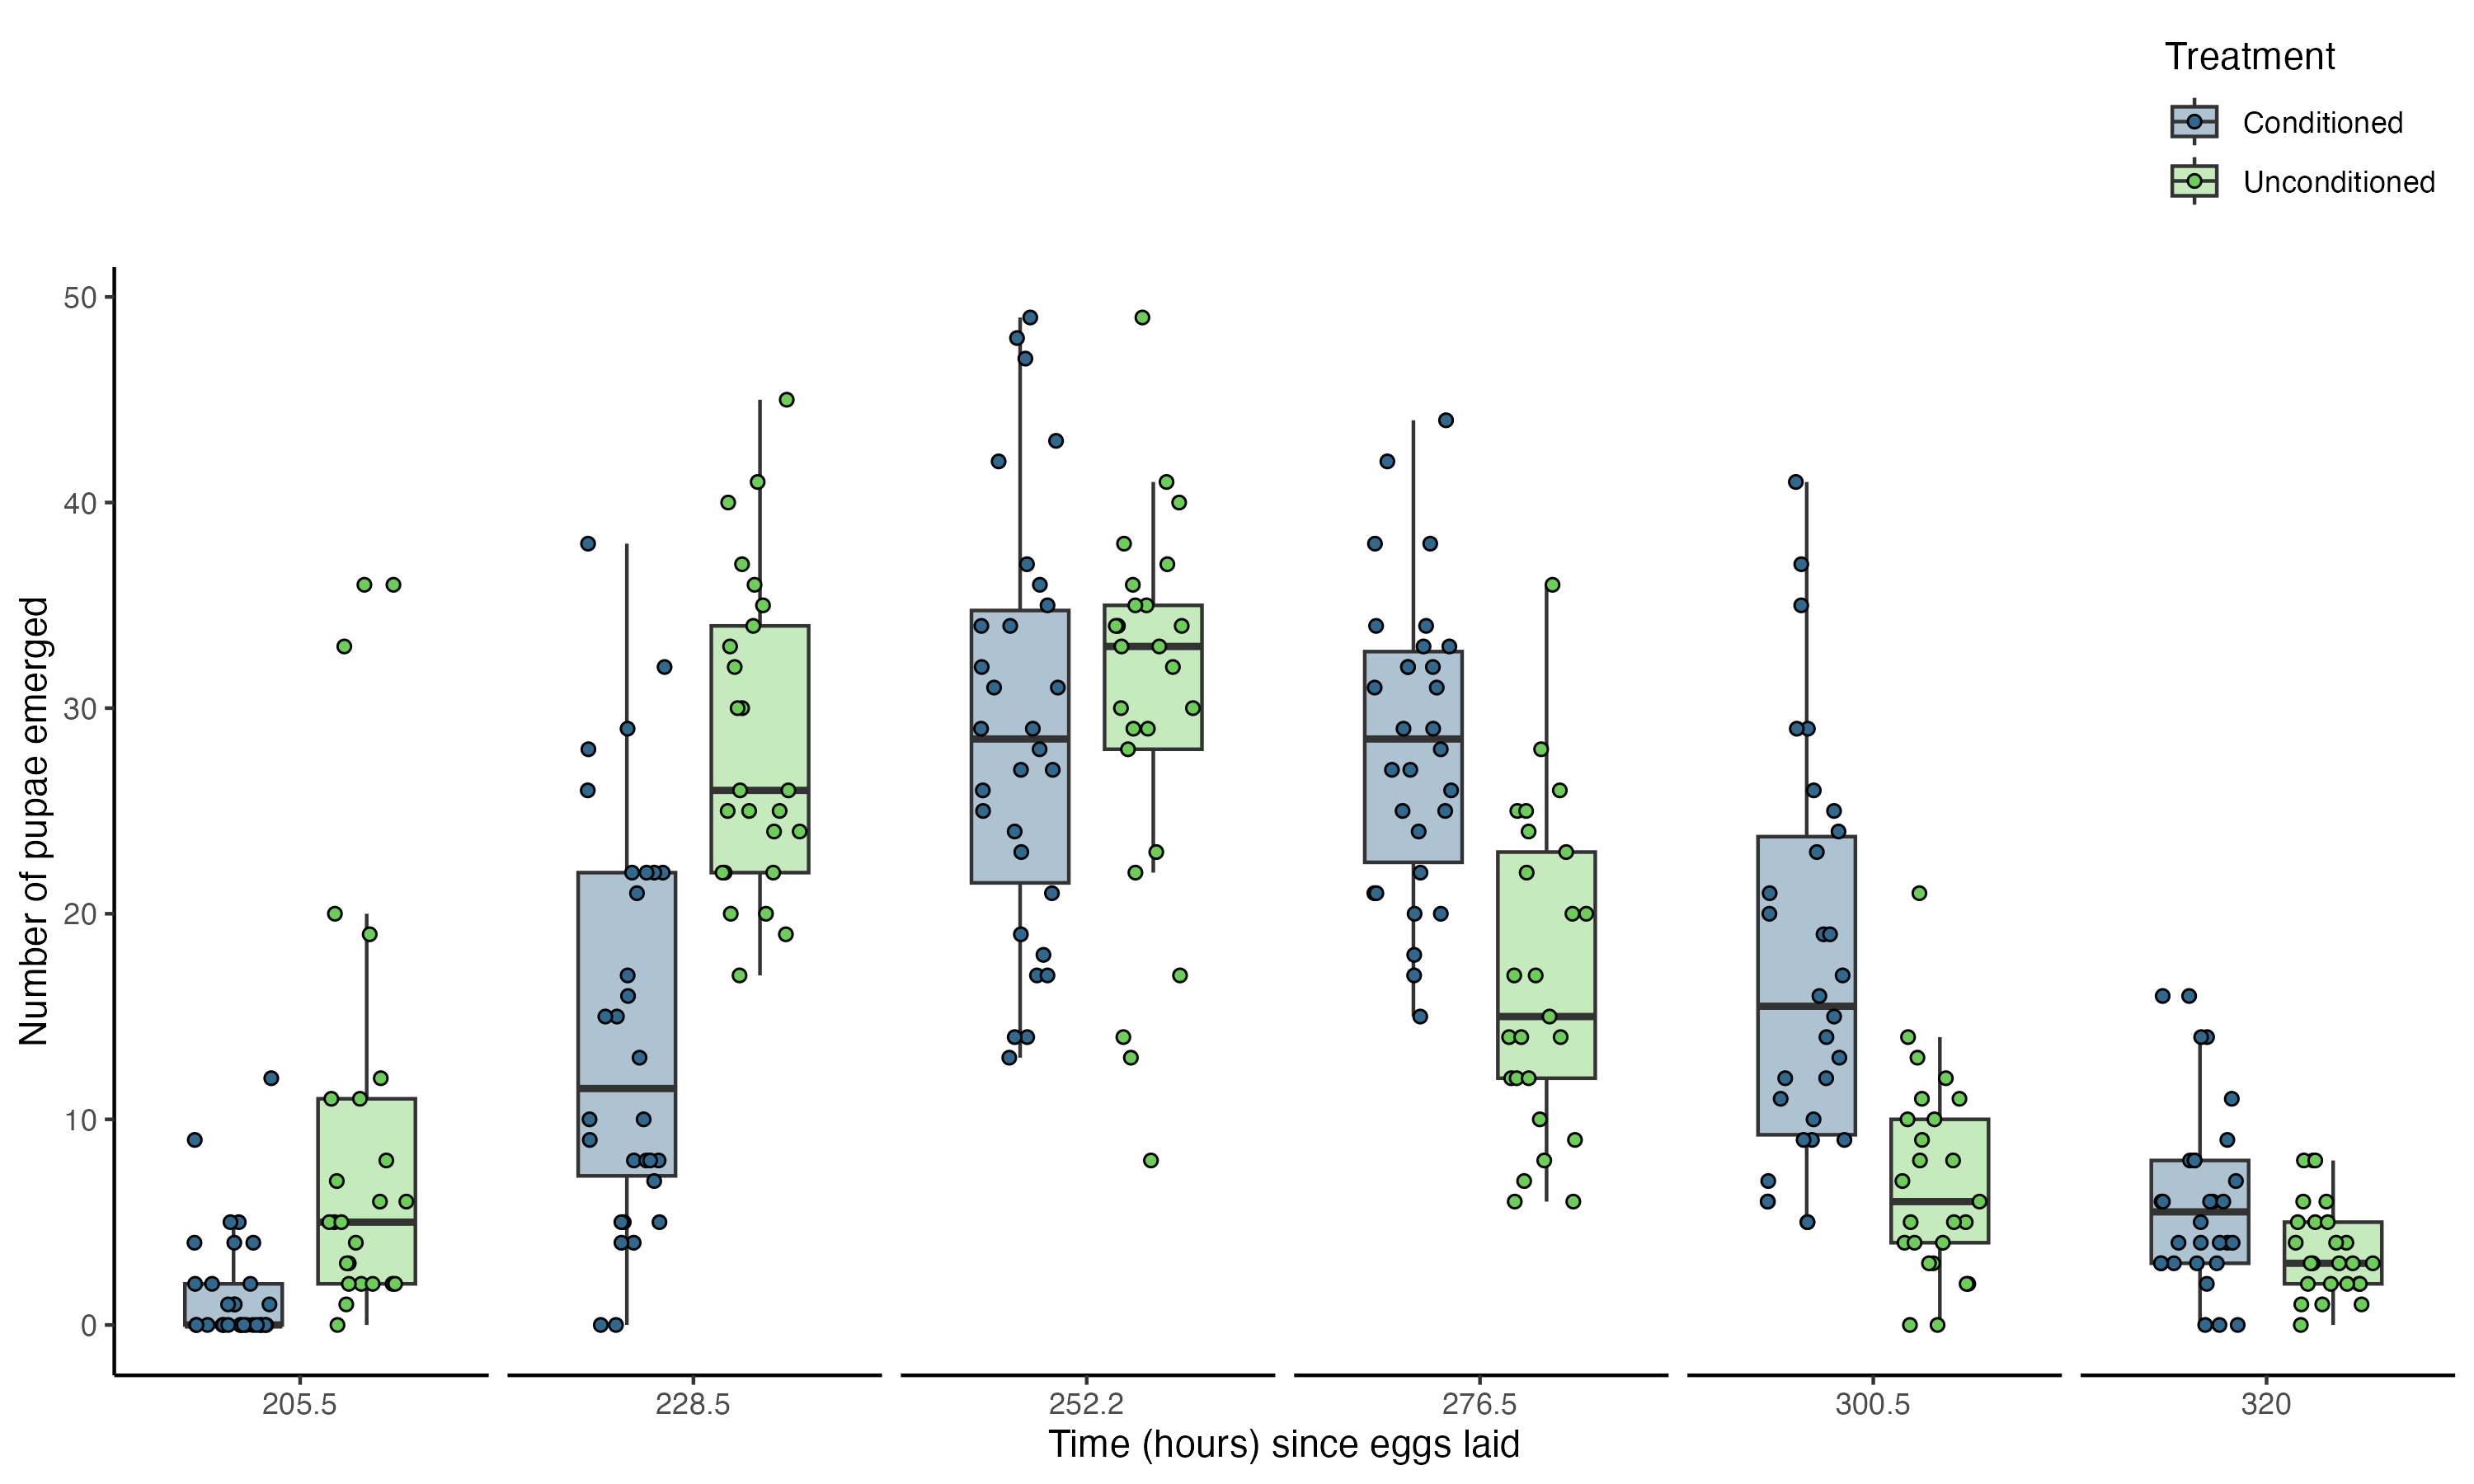 Treatment
Conditioned
Unconditioned
50
40
30
20
10
0
Number of pupae emerged
205.5
228.5
252.2
276.5
300.5
320
Time (hours) since eggs laid